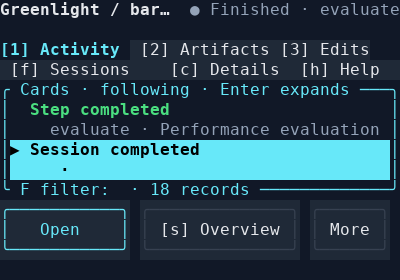 Greenlight / bar… ● Finished · evaluate
[1] Activity [2] Artifacts [3] Edits
[f] Sessions [c] Details [h] Help
Cards · following · Enter expands
Step completed
evaluate · Performance evaluation
▶ Session completed
.
F filter: · 18 records
Open [s] Overview More